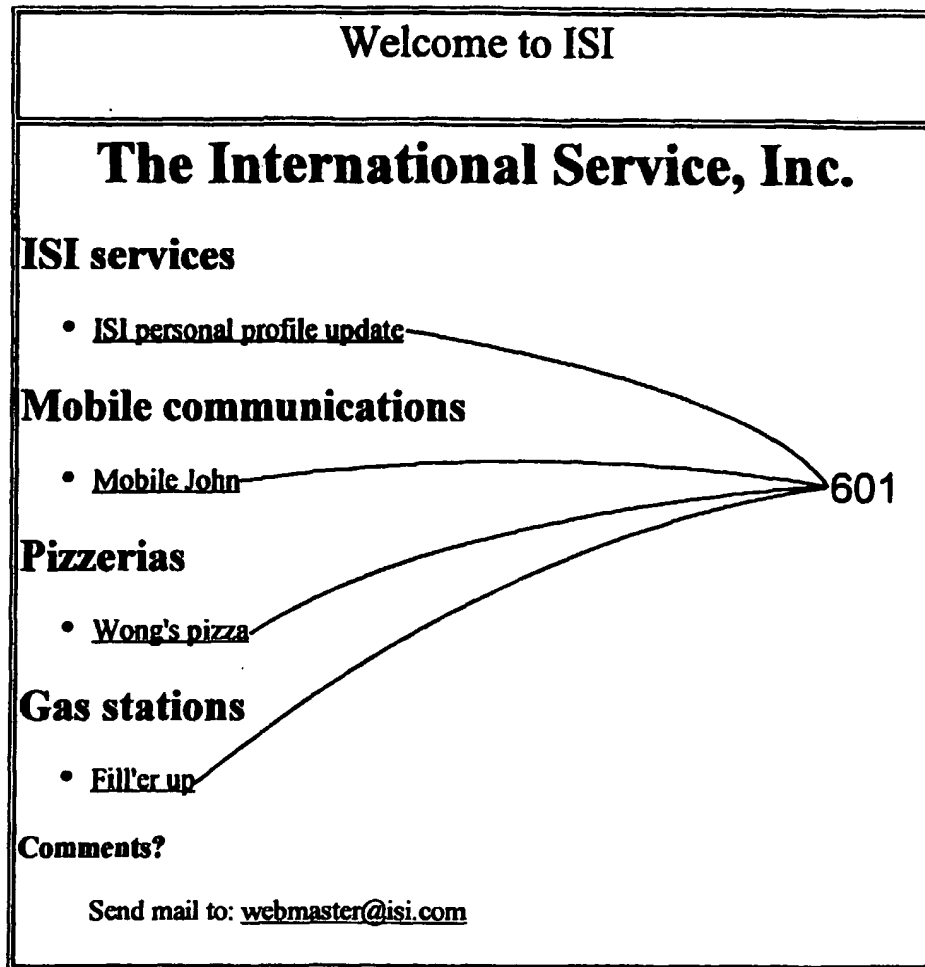 Welcome to ISI
The International Service, Inc.
ISI services
• ISI personal profile update
Mobile communications
• Mobile John
601
Pizzerias
• Wong's pizza
Gas stations
• Fill'er up
Comments?
Send mail to: webmaster@isi.com